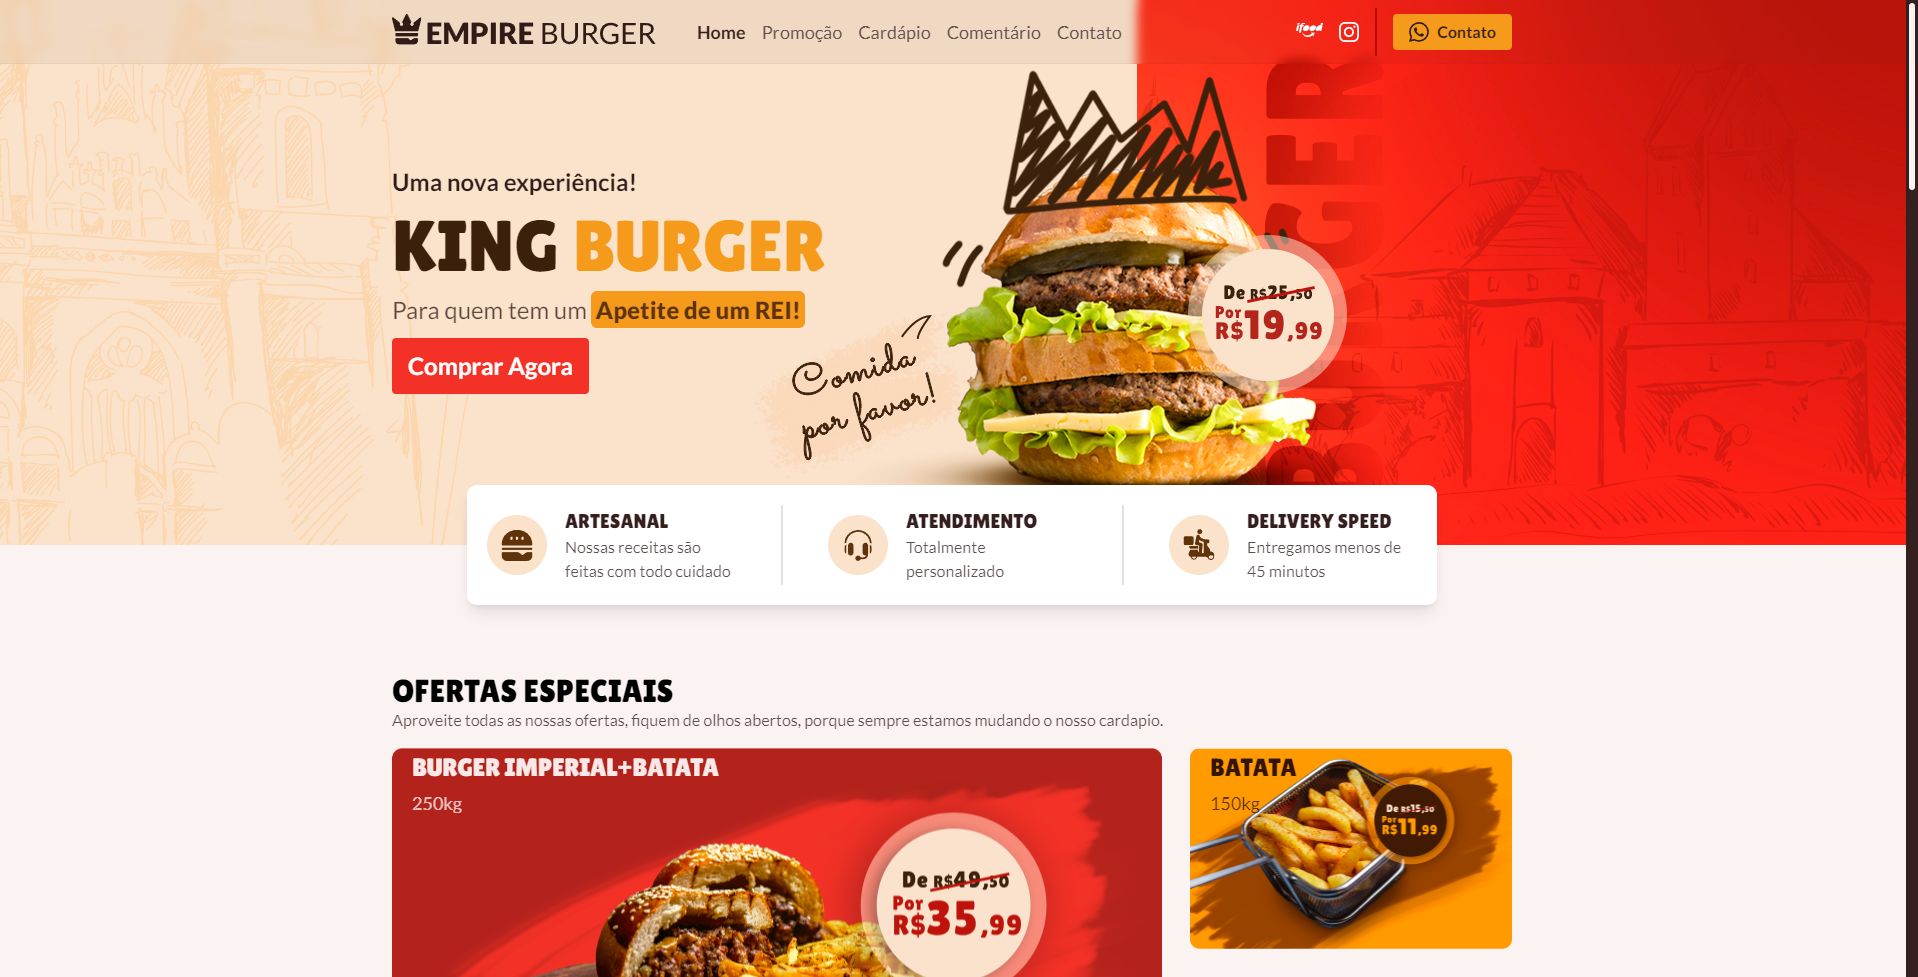 EMPIRE BURGER
Home Promoção Cardápio Comentário Contato
ifood
Contato
BURGER
Uma nova experiência!
KING BURGER
Para quem tem um Apetite de um REI!
Comprar Agora
Comida
por favor!
De R$25,50
Por
R$19,99
ARTESANAL
Nossas receitas são
feitas com todo cuidado
ATENDIMENTO
Totalmente
personalizado
DELIVERY SPEED
Entregamos menos de
45 minutos
OFERTAS ESPECIAIS
Aproveite todas as nossas ofertas, fiquem de olhos abertos, porque sempre estamos mudando o nosso cardapio.
BURGER IMPERIAL+BATATA
250kg
De R$49,50
Por
R$35,99
BATATA
150kg
De R$15,50
Por
R$11,99